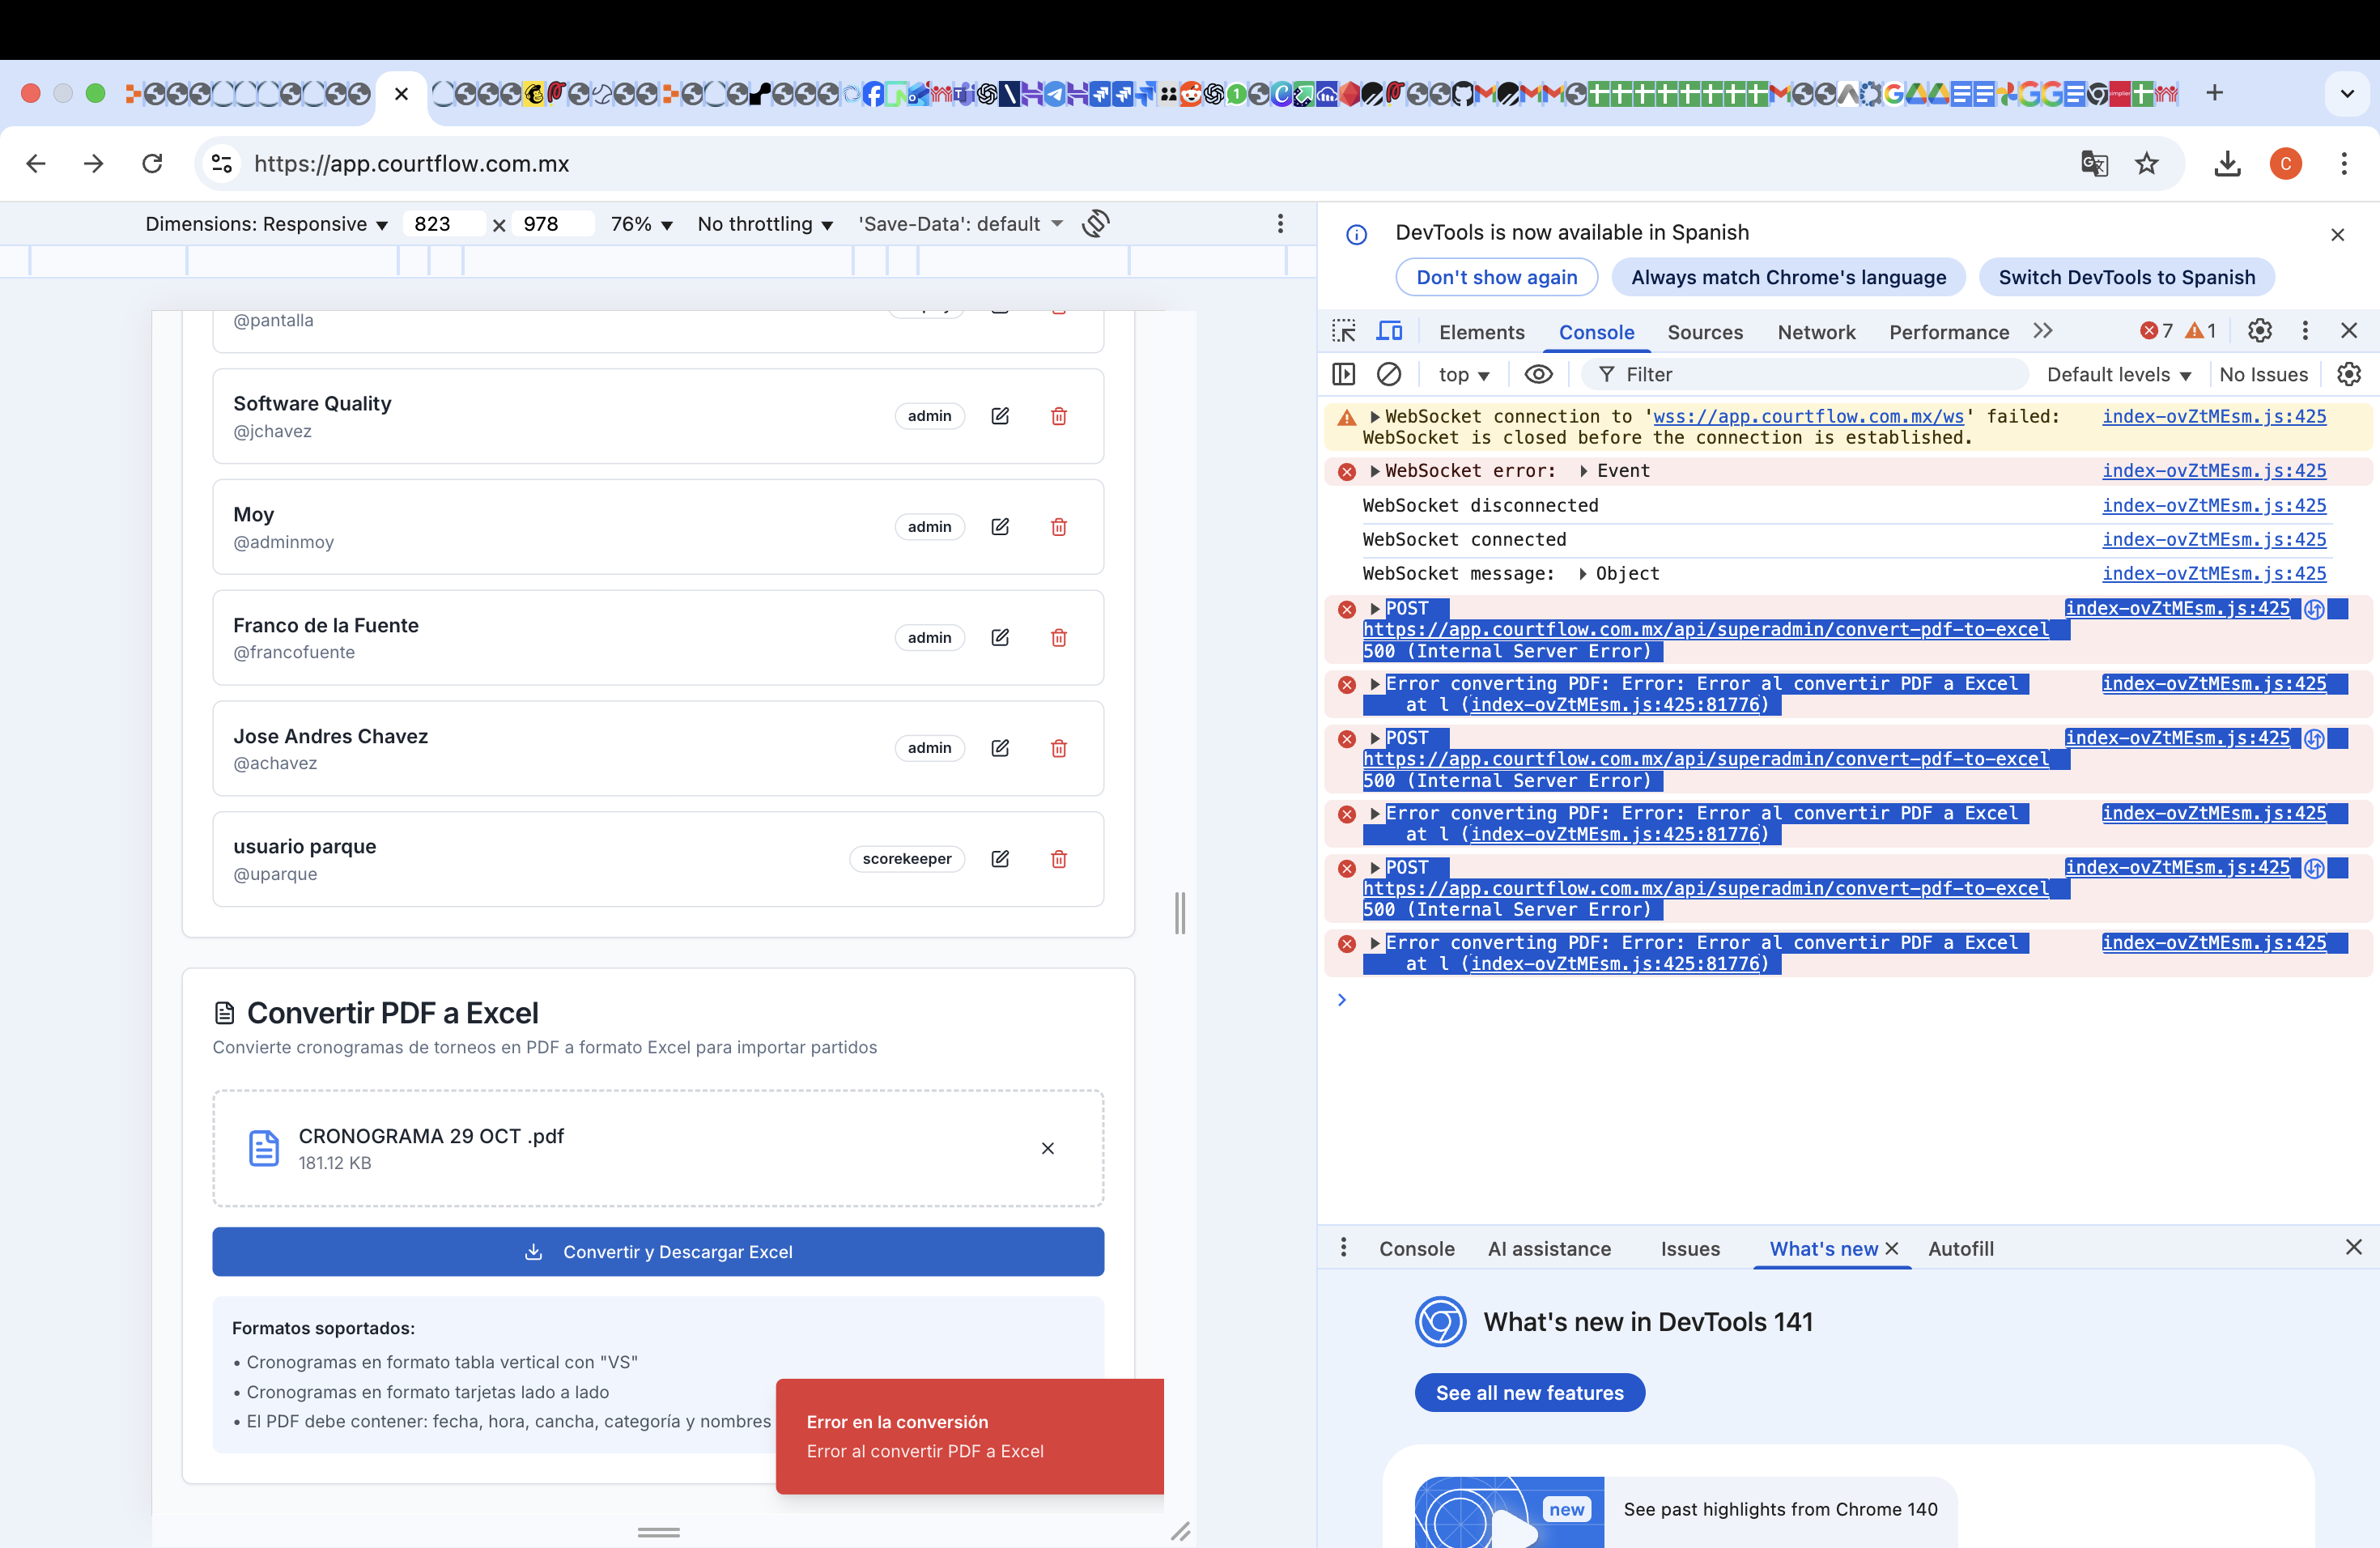 https://app.courtflow.com.mx
C
Dimensions: Responsive 823 × 978 76% No throttling 'Save-Data': default
@pantalla
Software Quality
@jchavez
admin
Moy
@adminmoy
admin
Franco de la Fuente
@francofuente
admin
Jose Andres Chavez
@achavez
admin
usuario parque
@uparque
scorekeeper
Convertir PDF a Excel
Convierte cronogramas de torneos en PDF a formato Excel para importar partidos
CRONOGRAMA 29 OCT .pdf
181.12 KB
Convertir y Descargar Excel
Formatos soportados:
• Cronogramas en formato tabla vertical con "VS"
• Cronogramas en formato tarjetas lado a lado
• El PDF debe contener: fecha, hora, cancha, categoría y nombres
Error en la conversión
Error al convertir PDF a Excel
DevTools is now available in Spanish
Don't show again Always match Chrome's language Switch DevTools to Spanish
Elements Console Sources Network Performance 7 1
top Filter Default levels No Issues
WebSocket connection to 'wss://app.courtflow.com.mx/ws' failed: index-ovZtMEsm.js:425
WebSocket is closed before the connection is established.
WebSocket error: Event index-ovZtMEsm.js:425
WebSocket disconnected index-ovZtMEsm.js:425
WebSocket connected index-ovZtMEsm.js:425
WebSocket message: Object index-ovZtMEsm.js:425
POST index-ovZtMEsm.js:425
https://app.courtflow.com.mx/api/superadmin/convert-pdf-to-excel
500 (Internal Server Error)
Error converting PDF: Error: Error al convertir PDF a Excel index-ovZtMEsm.js:425
at l (index-ovZtMEsm.js:425:81776)
POST index-ovZtMEsm.js:425
https://app.courtflow.com.mx/api/superadmin/convert-pdf-to-excel
500 (Internal Server Error)
Error converting PDF: Error: Error al convertir PDF a Excel index-ovZtMEsm.js:425
at l (index-ovZtMEsm.js:425:81776)
POST index-ovZtMEsm.js:425
https://app.courtflow.com.mx/api/superadmin/convert-pdf-to-excel
500 (Internal Server Error)
Error converting PDF: Error: Error al convertir PDF a Excel index-ovZtMEsm.js:425
at l (index-ovZtMEsm.js:425:81776)
Console AI assistance Issues What's new Autofill
What's new in DevTools 141
See all new features
new
See past highlights from Chrome 140